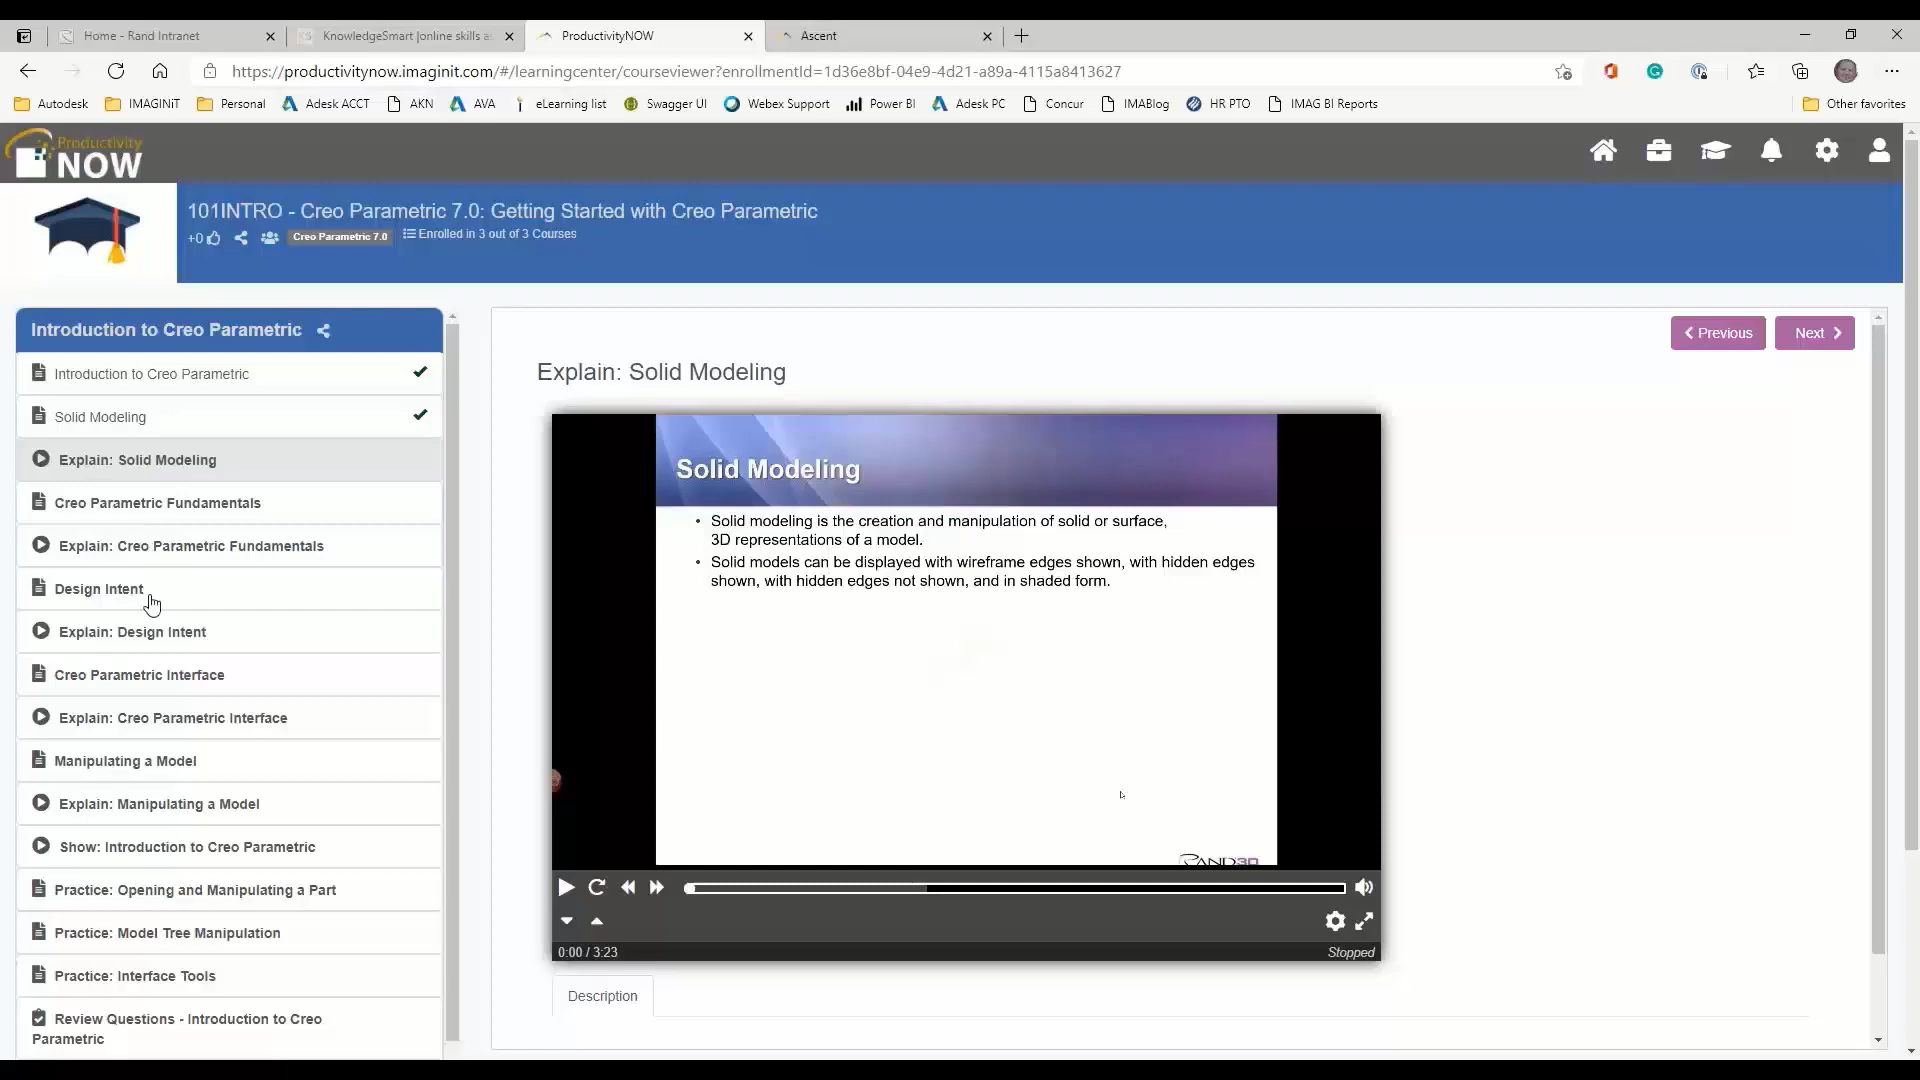 Home - Rand Intranet
KnowledgeSmart |online skills as
ProductivityNOW
Ascent
https://productivitynow.imaginit.com/#/learningcenter/courseviewer?enrollmentId=1d36e8bf-04e9-4d21-a89a-4115a8413627
Autodesk
IMAGINiT
Personal
Adesk ACCT
AKN
AVA
eLearning list
Swagger UI
Webex Support
Power BI
Adesk PC
Concur
IMABlog
HR PTO
IMAG BI Reports
Other favorites
Productivity
NOW
101INTRO - Creo Parametric 7.0: Getting Started with Creo Parametric
+0
Creo Parametric 7.0
Enrolled in 3 out of 3 Courses
Introduction to Creo Parametric
Introduction to Creo Parametric
Solid Modeling
Explain: Solid Modeling
Creo Parametric Fundamentals
Explain: Creo Parametric Fundamentals
Design Intent
Explain: Design Intent
Creo Parametric Interface
Explain: Creo Parametric Interface
Manipulating a Model
Explain: Manipulating a Model
Show: Introduction to Creo Parametric
Practice: Opening and Manipulating a Part
Practice: Model Tree Manipulation
Practice: Interface Tools
Review Questions - Introduction to Creo
Parametric
Previous
Next
Explain: Solid Modeling
Solid Modeling
• Solid modeling is the creation and manipulation of solid or surface,
3D representations of a model.
• Solid models can be displayed with wireframe edges shown, with hidden edges
shown, with hidden edges not shown, and in shaded form.
RAND3D
0:00 / 3:23
Stopped
Description